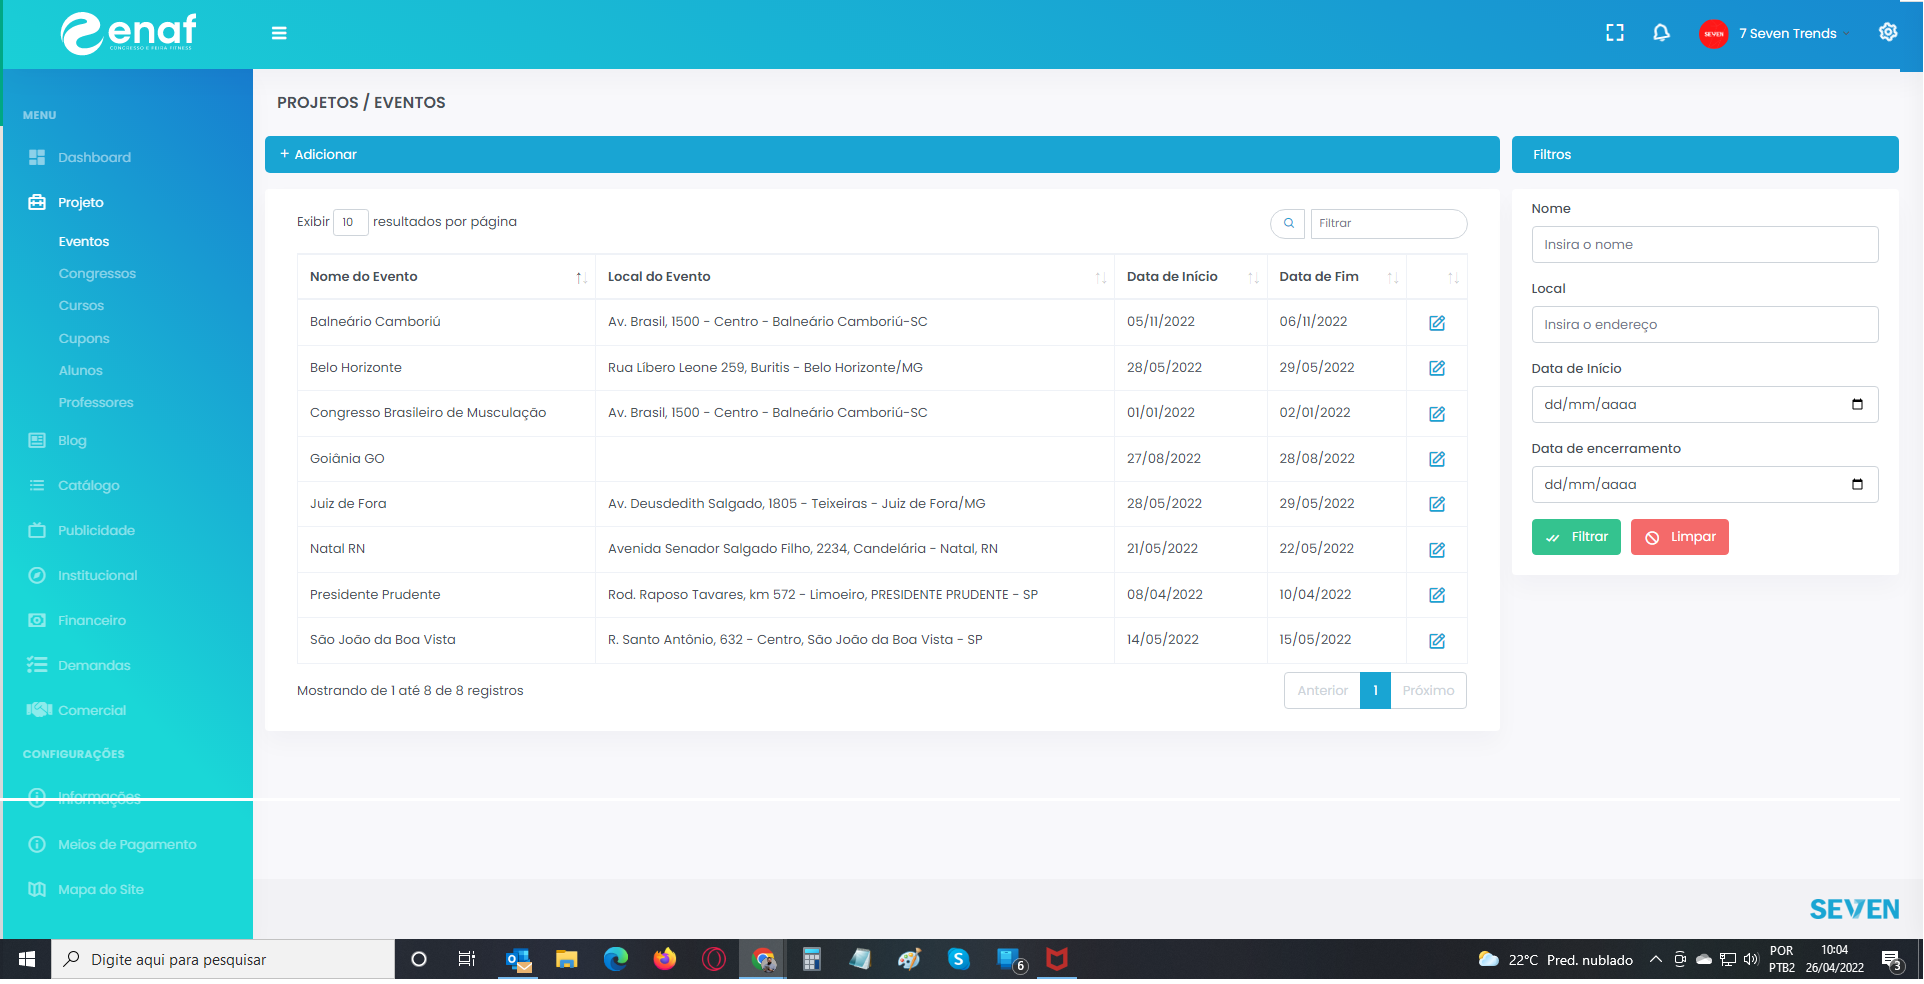 enaf
CONGRESSO E FEIRA FITNESS
SEVEN
7 Seven Trends
MENU
Dashboard
Projeto
Eventos
Congressos
Cursos
Cupons
Alunos
Professores
Blog
Catálogo
Publicidade
Institucional
Financeiro
Demandas
Comercial
CONFIGURAÇÕES
Informações
Meios de Pagamento
Mapa do Site
PROJETOS / EVENTOS
+ Adicionar
Exibir 10 resultados por página
Filtrar
Nome do Evento Local do Evento Data de Início Data de Fim
Balneário Camboriú Av. Brasil, 1500 - Centro - Balneário Camboriú-SC 05/11/2022 06/11/2022
Belo Horizonte Rua Líbero Leone 259, Buritis - Belo Horizonte/MG 28/05/2022 29/05/2022
Congresso Brasileiro de Musculação Av. Brasil, 1500 - Centro - Balneário Camboriú-SC 01/01/2022 02/01/2022
Goiânia GO 27/08/2022 28/08/2022
Juiz de Fora Av. Deusdedith Salgado, 1805 - Teixeiras - Juiz de Fora/MG 28/05/2022 29/05/2022
Natal RN Avenida Senador Salgado Filho, 2234, Candelária - Natal, RN 21/05/2022 22/05/2022
Presidente Prudente Rod. Raposo Tavares, km 572 - Limoeiro, PRESIDENTE PRUDENTE - SP 08/04/2022 10/04/2022
São João da Boa Vista R. Santo Antônio, 632 - Centro, São João da Boa Vista - SP 14/05/2022 15/05/2022
Mostrando de 1 até 8 de 8 registros
Anterior 1 Próximo
Filtros
Nome
Insira o nome
Local
Insira o endereço
Data de Início
dd/mm/aaaa
Data de encerramento
dd/mm/aaaa
Filtrar Limpar
SEVEN
Digite aqui para pesquisar
6
22°C Pred. nublado
POR
PTB2
10:04
26/04/2022
3